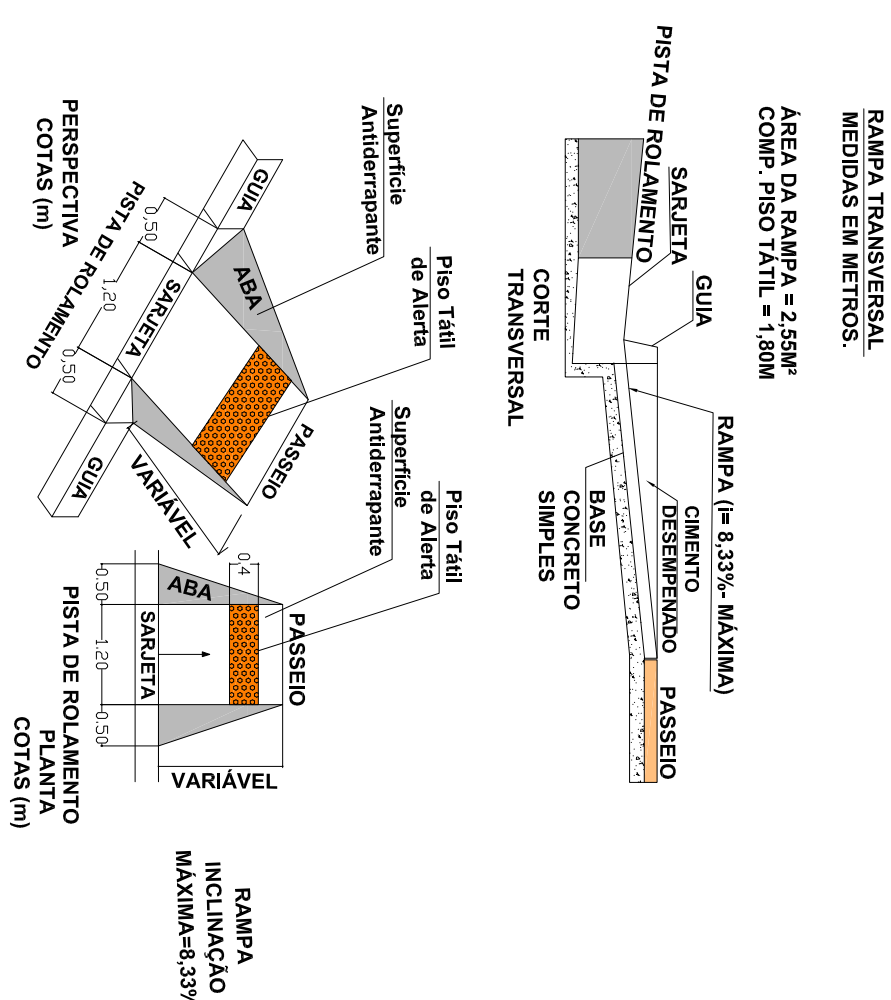 RAMPA TRANSVERSAL
MEDIDAS EM METROS.
ÁREA DA RAMPA = 2,55M²
COMP. PISO TÁTIL = 1,80M
PISTA DE ROLAMENTO
SARJETA
GUIA
RAMPA (i= 8,33%- MÁXIMA)
CIMENTO
DESEMPENADO
PASSEIO
BASE
CONCRETO
SIMPLES
CORTE
TRANSVERSAL
Superfície
Antiderrapante
Piso Tátil
de Alerta
GUIA
ABA
PASSEIO
0,50
SARJETA
1,20
PISTA DE ROLAMENTO
0,50
GUIA
VARIÁVEL
PERSPECTIVA
COTAS (m)
Piso Tátil
de Alerta
Superfície
Antiderrapante
0,4
ABA
PASSEIO
0.50
1.20
0.50
SARJETA
VARIÁVEL
PISTA DE ROLAMENTO
PLANTA
COTAS (m)
RAMPA
INCLINAÇÃO
MÁXIMA=8,33%